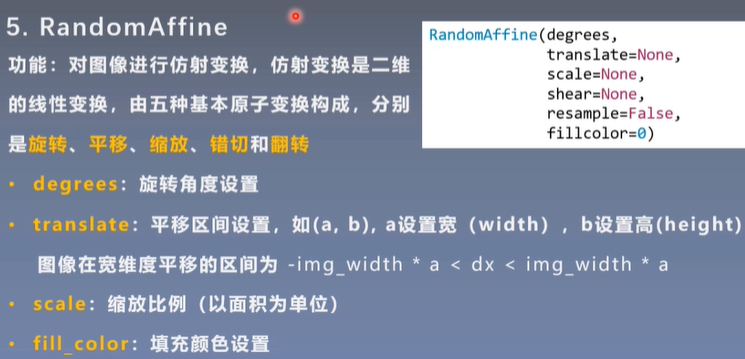 5. RandomAffine
功能：对图像进行仿射变换，仿射变换是二维
的线性变换，由五种基本原子变换构成，分别
是旋转、平移、缩放、错切和翻转
• degrees：旋转角度设置
• translate：平移区间设置，如(a, b)，a设置宽（width），b设置高(height)
图像在宽维度平移的区间为 -img_width * a < dx < img_width * a
• scale：缩放比例（以面积为单位）
• fill_color：填充颜色设置
RandomAffine(degrees,
translate=None,
scale=None,
shear=None,
resample=False,
fillcolor=0)